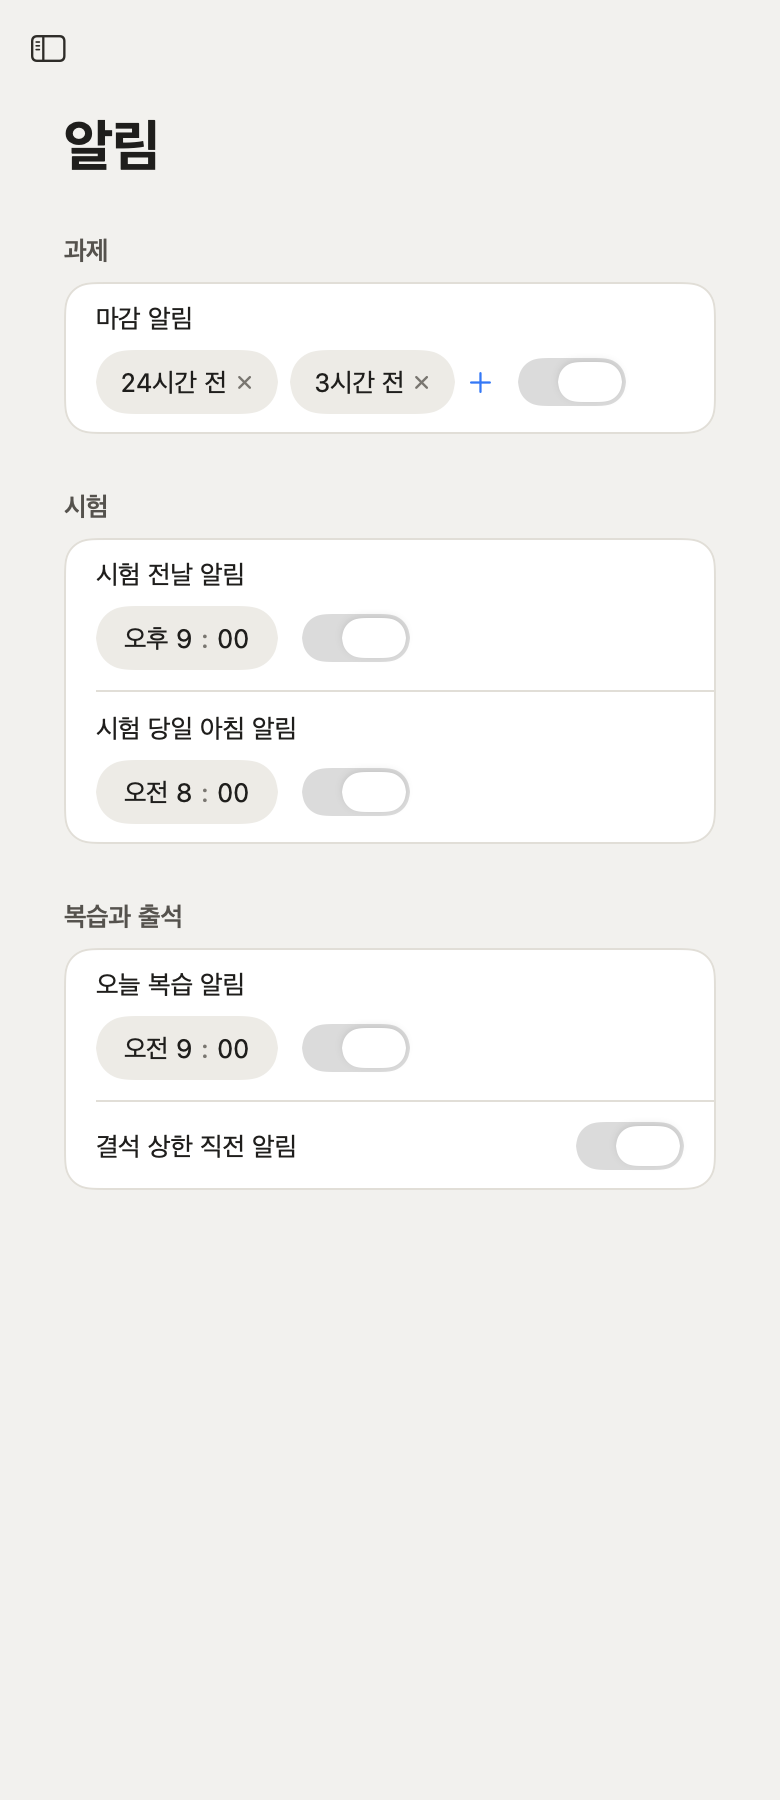 알림
과제
마감 알림
24시간 전 × 3시간 전 × +
시험
시험 전날 알림
오후 9 : 00
시험 당일 아침 알림
오전 8 : 00
복습과 출석
오늘 복습 알림
오전 9 : 00
결석 상한 직전 알림